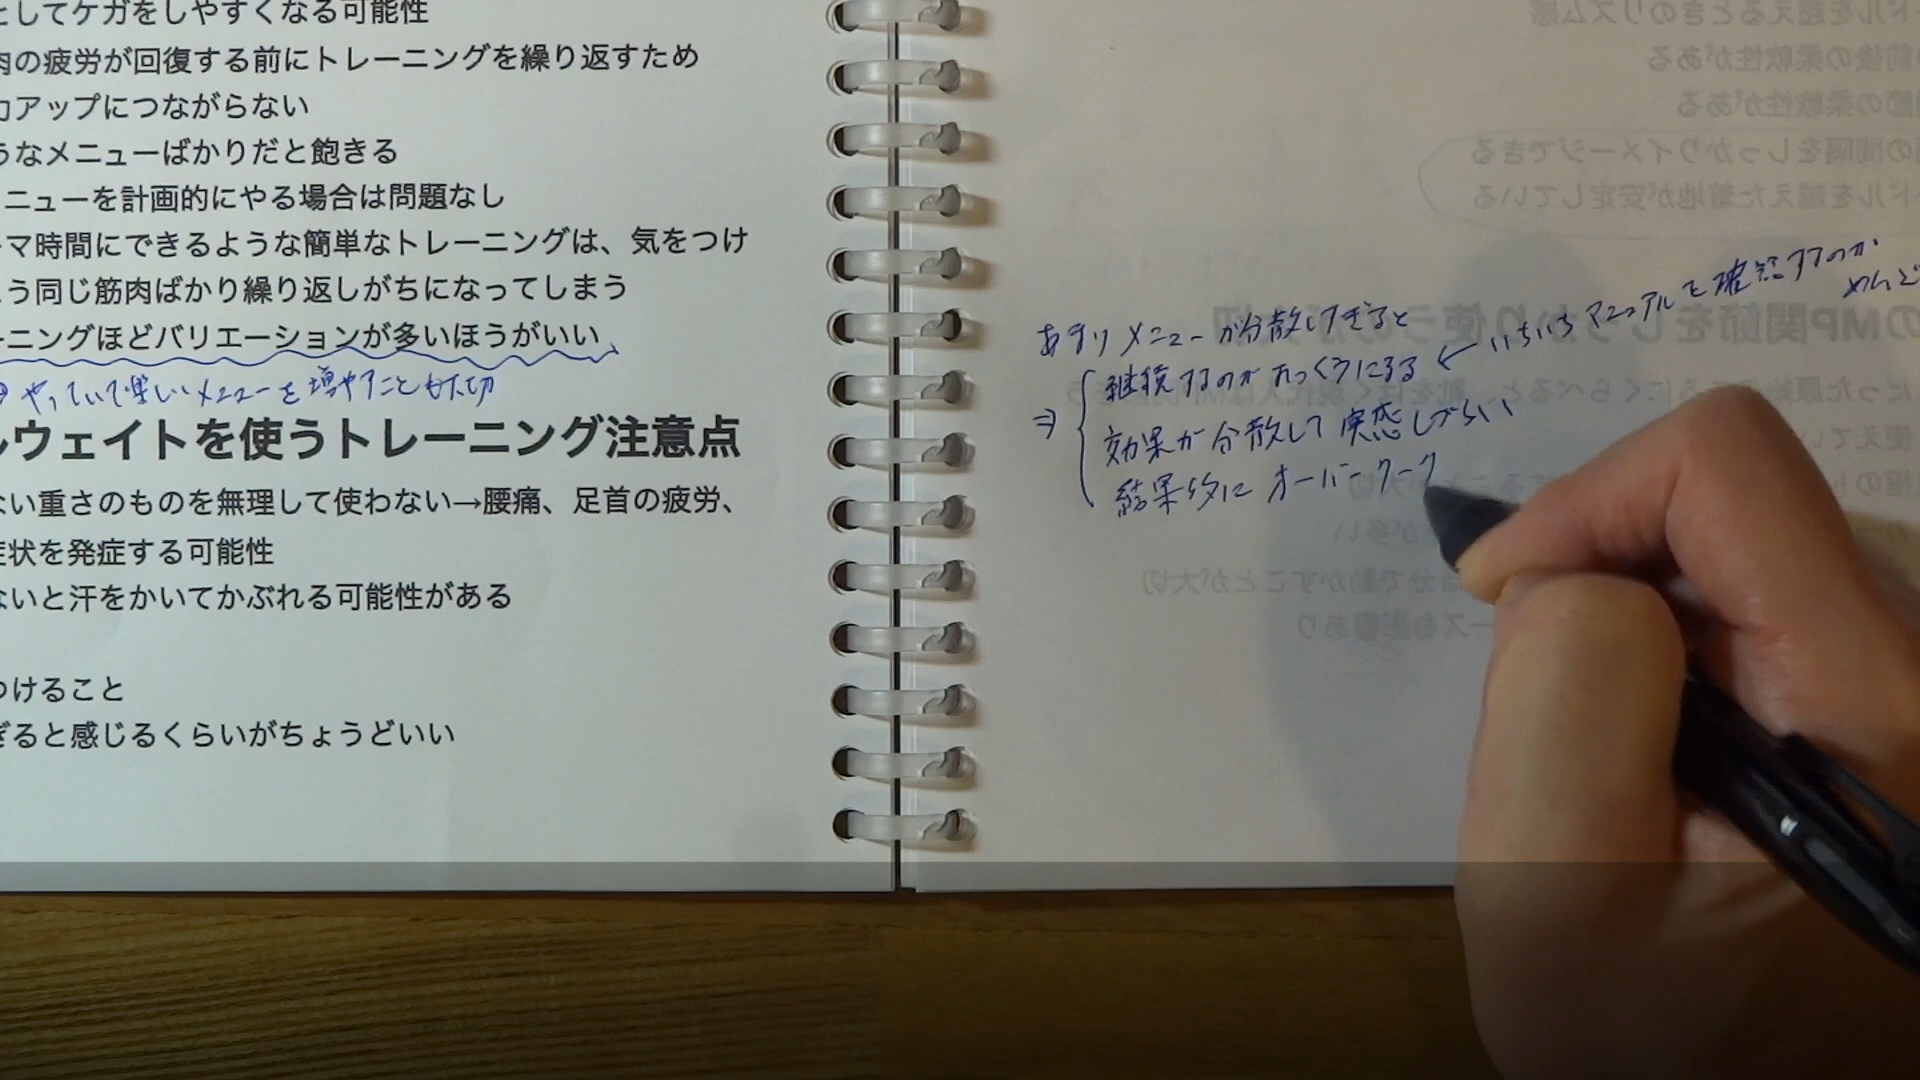 としてケガをしやすくなる可能性
肉の疲労が回復する前にトレーニングを繰り返すため
力アップにつながらない
うなメニューばかりだと飽きる
ニューを計画的にやる場合は問題なし
マ時間にできるような簡単なトレーニングは、気をつけ
う同じ筋肉ばかり繰り返しがちになってしまう
ーニングほどバリエーションが多いほうがいい
やっていて楽しいメニューを増やすことも大切
ウェイトを使うトレーニング注意点
ない重さのものを無理して使わない→腰痛、足首の疲労、
症状を発症する可能性
ないと汗をかいてかぶれる可能性がある
つけること
ぎると感じるくらいがちょうどいい
あまりメニューが分散しすぎると
⇒ 継続するのがおっくうになる ← いちいちマニュアルを確認するのが
めんど
効果が分散して実感しづらい
結果的にオーバーワーク